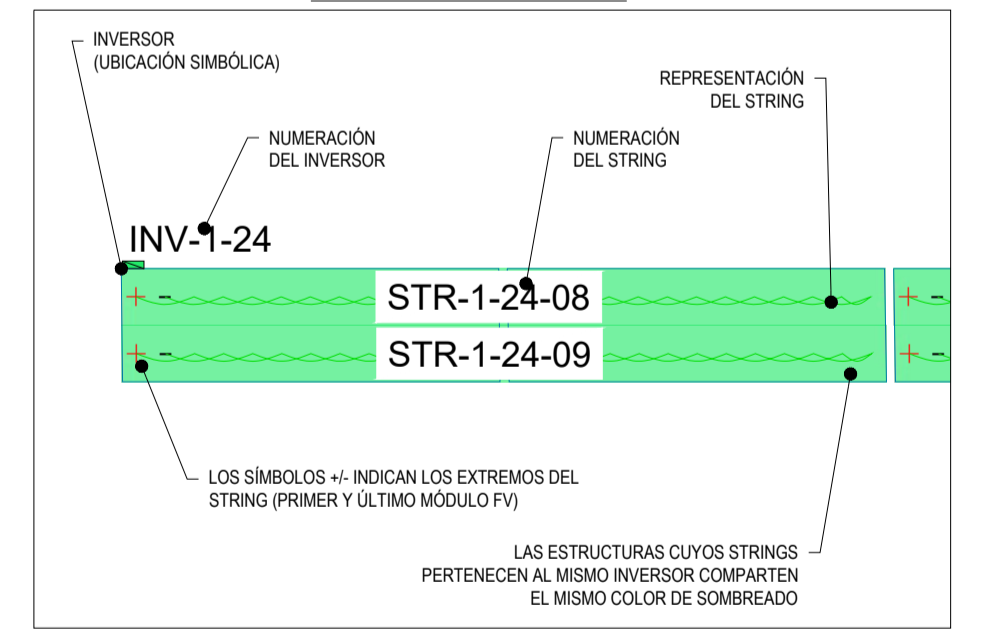 INVERSOR
(UBICACIÓN SIMBÓLICA)
REPRESENTACIÓN
DEL STRING
NUMERACIÓN
DEL INVERSOR
NUMERACIÓN
DEL STRING
INV-1-24
+ -
STR-1-24-08
+ -
+ -
STR-1-24-09
+ -
LOS SÍMBOLOS +/- INDICAN LOS EXTREMOS DEL
STRING (PRIMER Y ÚLTIMO MÓDULO FV)
LAS ESTRUCTURAS CUYOS STRINGS
PERTENECEN AL MISMO INVERSOR COMPARTEN
EL MISMO COLOR DE SOMBREADO